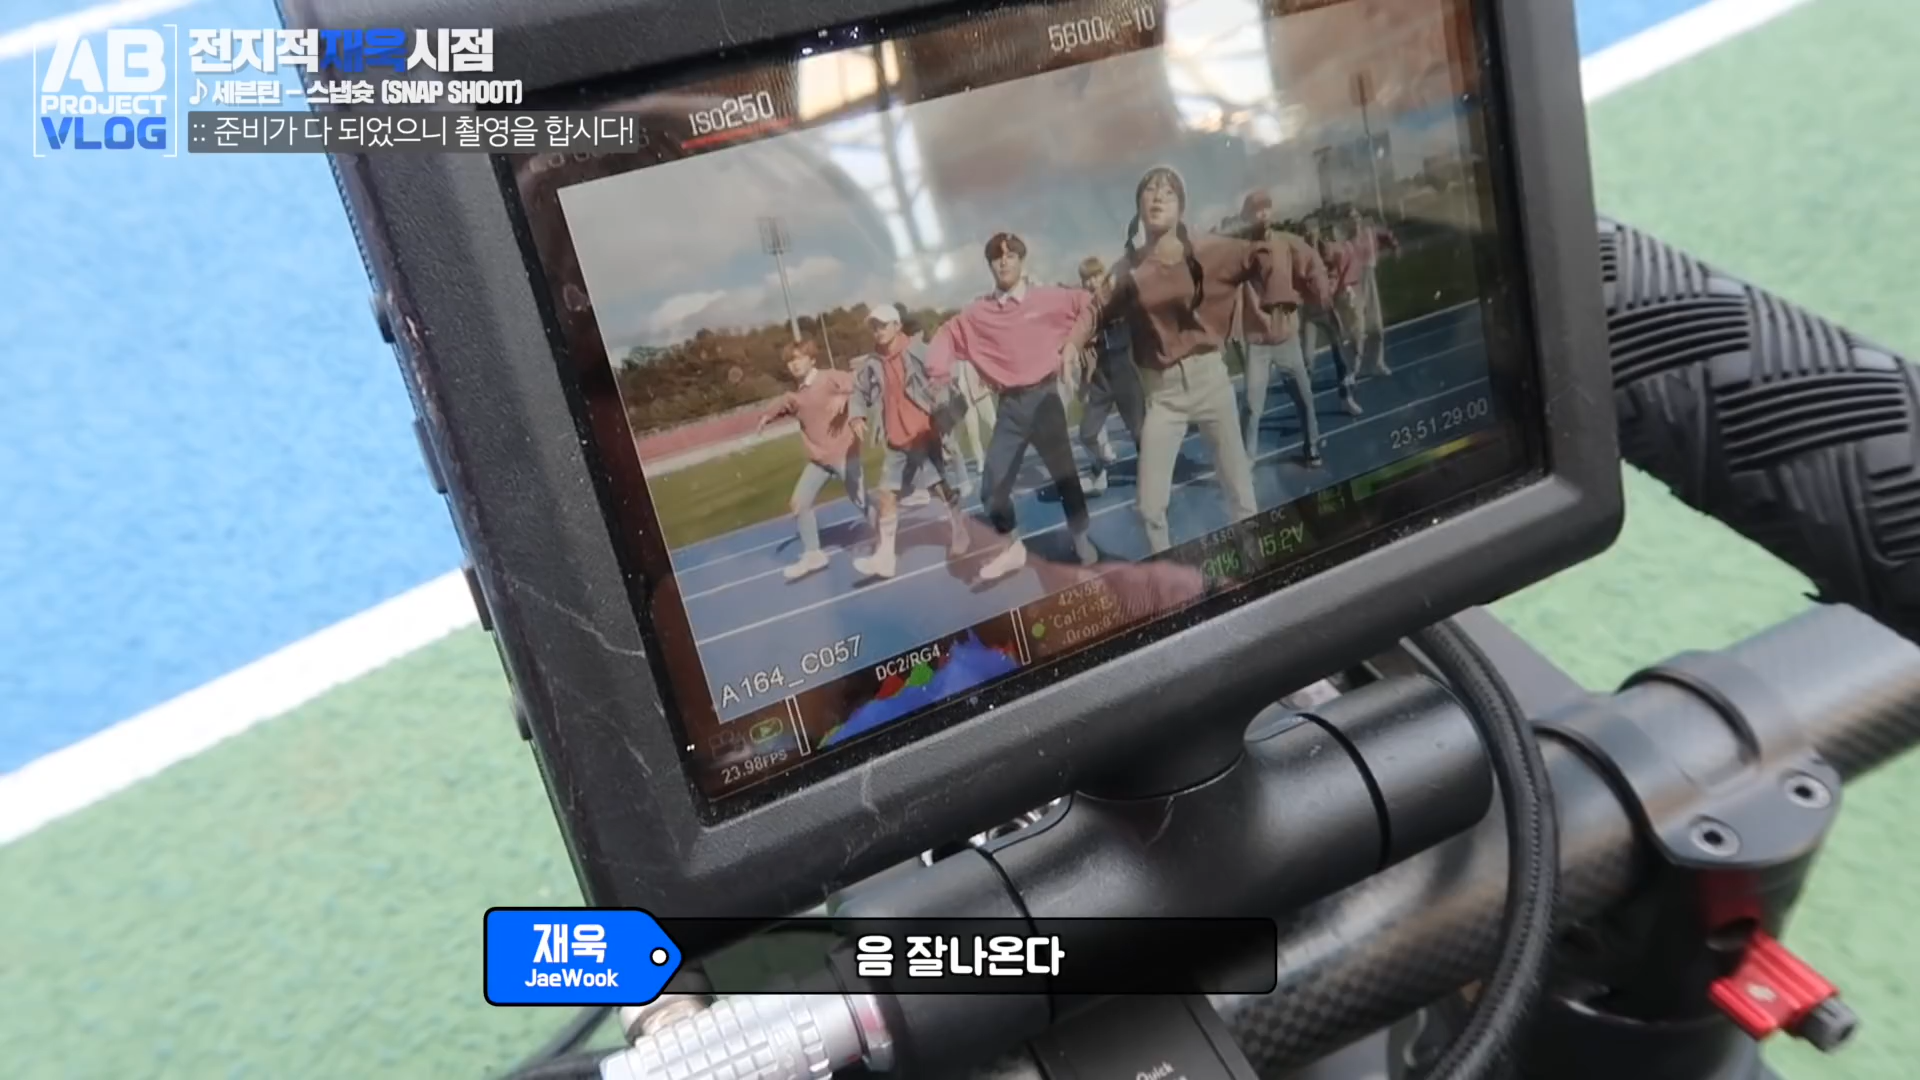 AB
PROJECT
VLOG
전지적재욱시점
♪ 세븐틴 - 스냅슛 (SNAP SHOOT)
:: 준비가 다 되었으니 촬영을 합시다!
5600K
ISO250
23:51:29:00
15.2V
A164_C057
DC2/RG4
23.98FPS
재욱
JaeWook
음 잘나온다
Quick